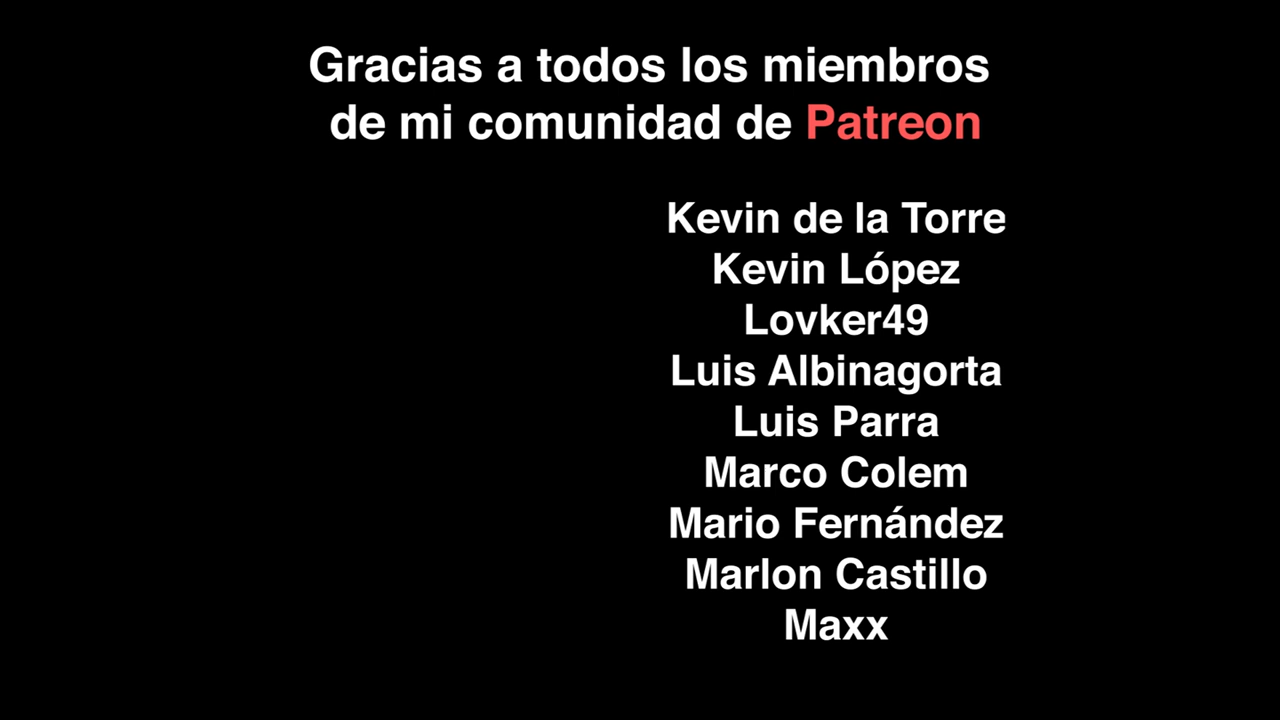 Gracias a todos los miembros
de mi comunidad de Patreon
Kevin de la Torre
Kevin López
Lovker49
Luis Albinagorta
Luis Parra
Marco Colem
Mario Fernández
Marlon Castillo
Maxx